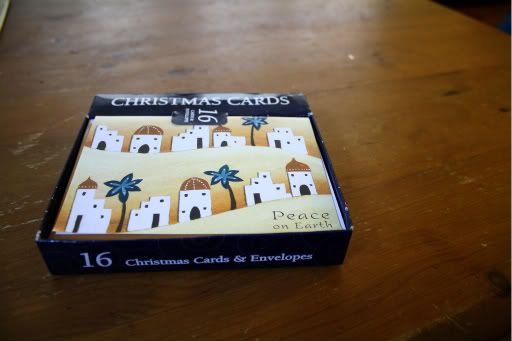 CHRISTMAS CARDS
16
Peace
on Earth
16 Christmas Cards & Envelopes